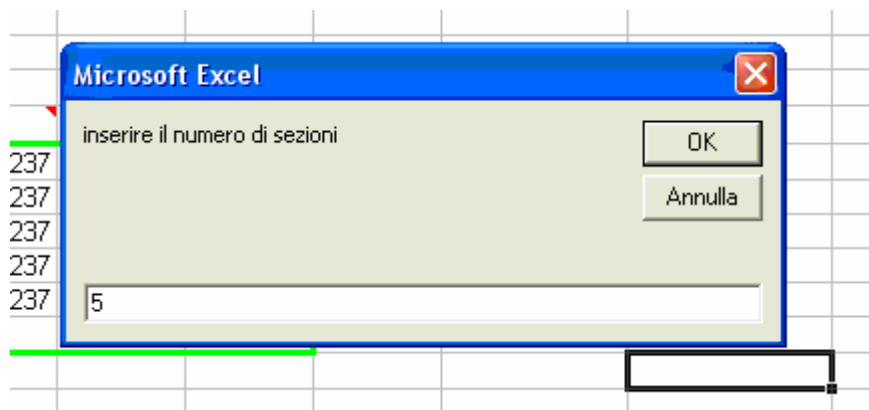 Microsoft Excel
inserire il numero di sezioni
OK
237
237
Annulla
237
237
237
5